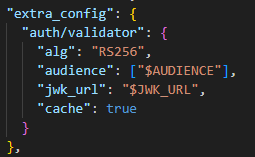 "extra_config": {
  "auth/validator": {
    "alg": "RS256",
    "audience": ["$AUDIENCE"],
    "jwk_url": "$JWK_URL",
    "cache": true
  }
},